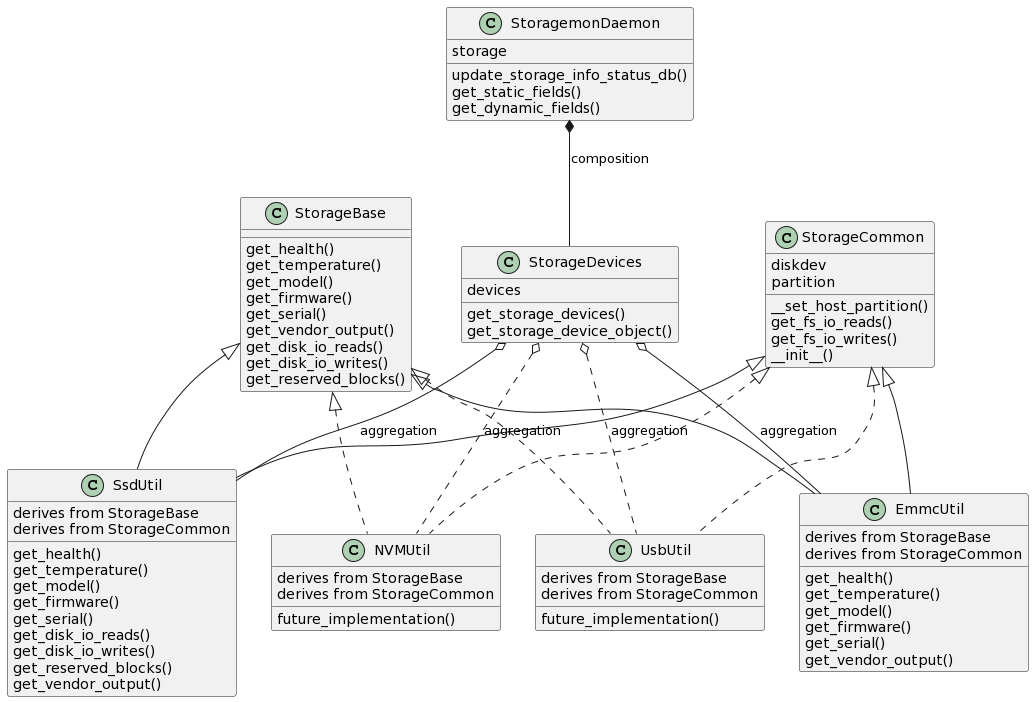 C StoragemonDaemon
storage
update_storage_info_status_db()
get_static_fields()
get_dynamic_fields()
composition
C StorageBase
get_health()
get_temperature()
get_model()
get_firmware()
get_serial()
get_vendor_output()
get_disk_io_reads()
get_disk_io_writes()
get_reserved_blocks()
C StorageDevices
devices
get_storage_devices()
get_storage_device_object()
C StorageCommon
diskdev
partition
__set_host_partition()
get_fs_io_reads()
get_fs_io_writes()
__init__()
aggregation
aggregation
aggregation
aggregation
C SsdUtil
derives from StorageBase
derives from StorageCommon
get_health()
get_temperature()
get_model()
get_firmware()
get_serial()
get_disk_io_reads()
get_disk_io_writes()
get_reserved_blocks()
get_vendor_output()
C NVMUtil
derives from StorageBase
derives from StorageCommon
future_implementation()
C UsbUtil
derives from StorageBase
derives from StorageCommon
future_implementation()
C EmmcUtil
derives from StorageBase
derives from StorageCommon
get_health()
get_temperature()
get_model()
get_firmware()
get_serial()
get_vendor_output()